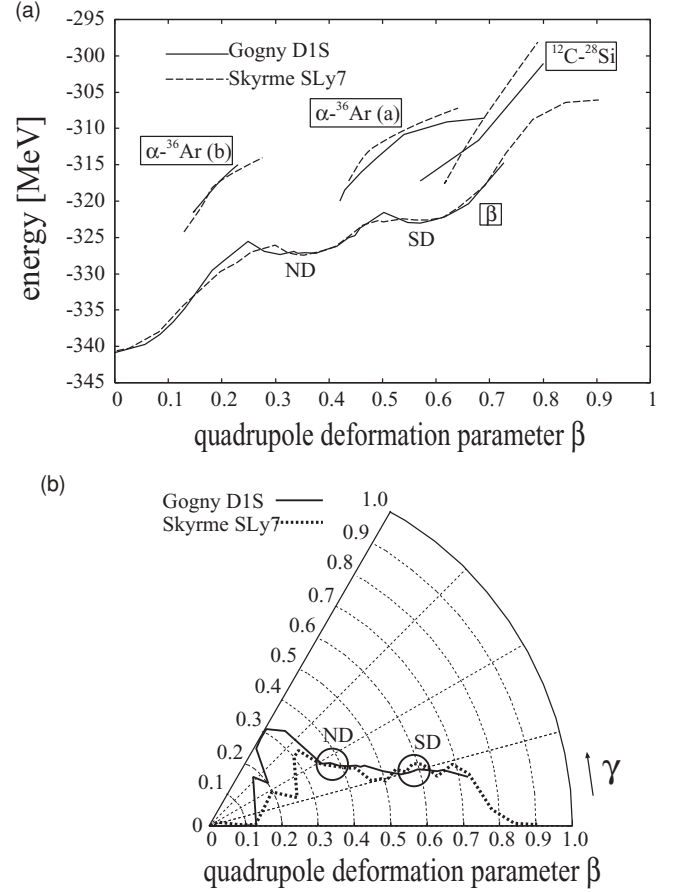 (a)
-295
-300
-305
-310
-315
-320
-325
-330
-335
-340
-345
energy [MeV]
Gogny D1S
Skyrme SLy7
¹²C-²⁸Si
α-³⁶Ar (a)
α-³⁶Ar (b)
β
ND
SD
0 0.1 0.2 0.3 0.4 0.5 0.6 0.7 0.8 0.9 1
quadrupole deformation parameter β
(b)
Gogny D1S
Skyrme SLy7
1.0
0.9
0.8
0.7
0.6
0.5
0.4
0.3
0.2
0.1
0
ND
SD
γ
0.1 0.2 0.3 0.4 0.5 0.6 0.7 0.8 0.9 1.0
quadrupole deformation parameter β